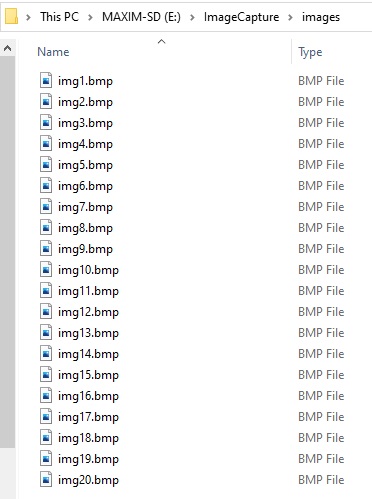 This PC > MAXIM-SD (E:) > ImageCapture > images
Name Type
img1.bmp BMP File
img2.bmp BMP File
img3.bmp BMP File
img4.bmp BMP File
img5.bmp BMP File
img6.bmp BMP File
img7.bmp BMP File
img8.bmp BMP File
img9.bmp BMP File
img10.bmp BMP File
img11.bmp BMP File
img12.bmp BMP File
img13.bmp BMP File
img14.bmp BMP File
img15.bmp BMP File
img16.bmp BMP File
img17.bmp BMP File
img18.bmp BMP File
img19.bmp BMP File
img20.bmp BMP File